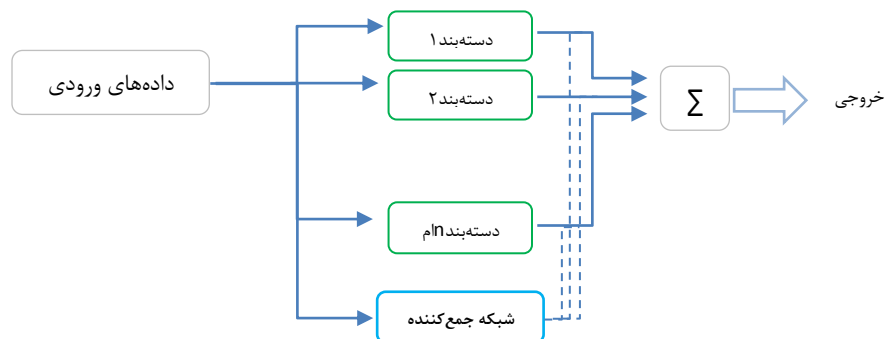 دسته‌بند۱
داده‌های ورودی
دسته‌بند۲
∑
خروجی
دسته‌بندnام
شبکه جمع‌کننده